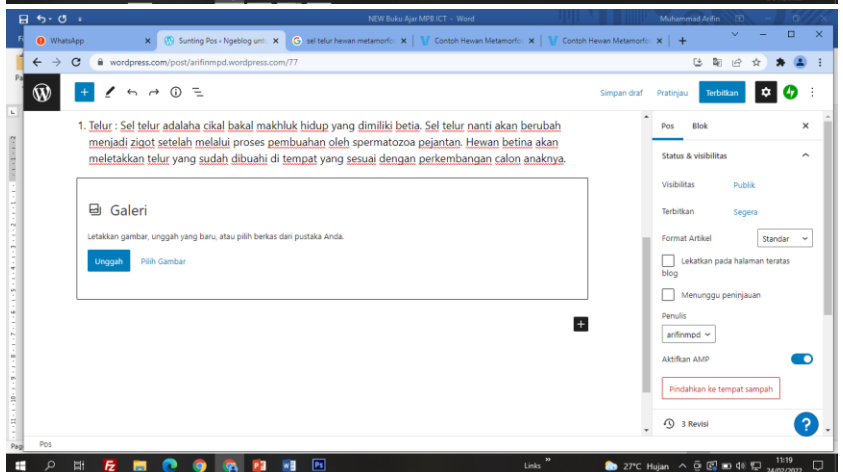 NEW Buku Ajar MPB ICT - Word
Muhammad Arifin
WhatsApp
Sunting Pos ‹ Ngeblog unt
sel telur hewan metamorfo
Contoh Hewan Metamorfo
Contoh Hewan Metamorfo
wordpress.com/post/arifinmpd.wordpress.com/77
Simpan draf Pratinjau Terbitkan
1. Telur : Sel telur adalaha cikal bakal makhluk hidup yang dimiliki betia. Sel telur nanti akan berubah
menjadi zigot setelah melalui proses pembuahan oleh spermatozoa pejantan. Hewan betina akan
meletakkan telur yang sudah dibuahi di tempat yang sesuai dengan perkembangan calon anaknya.
Galeri
Letakkan gambar, unggah yang baru, atau pilih berkas dari pustaka Anda.
Unggah Pilih Gambar
Pos Blok
Status & visibilitas
Visibilitas Publik
Terbitkan Segera
Format Artikel Standar
Lekatkan pada halaman teratas
blog
Menunggu peninjauan
Penulis
arifinmpd
Aktifkan AMP
Pindahkan ke tempat sampah
3 Revisi
Pos
Links
27°C Hujan
11:19
24/02/2022